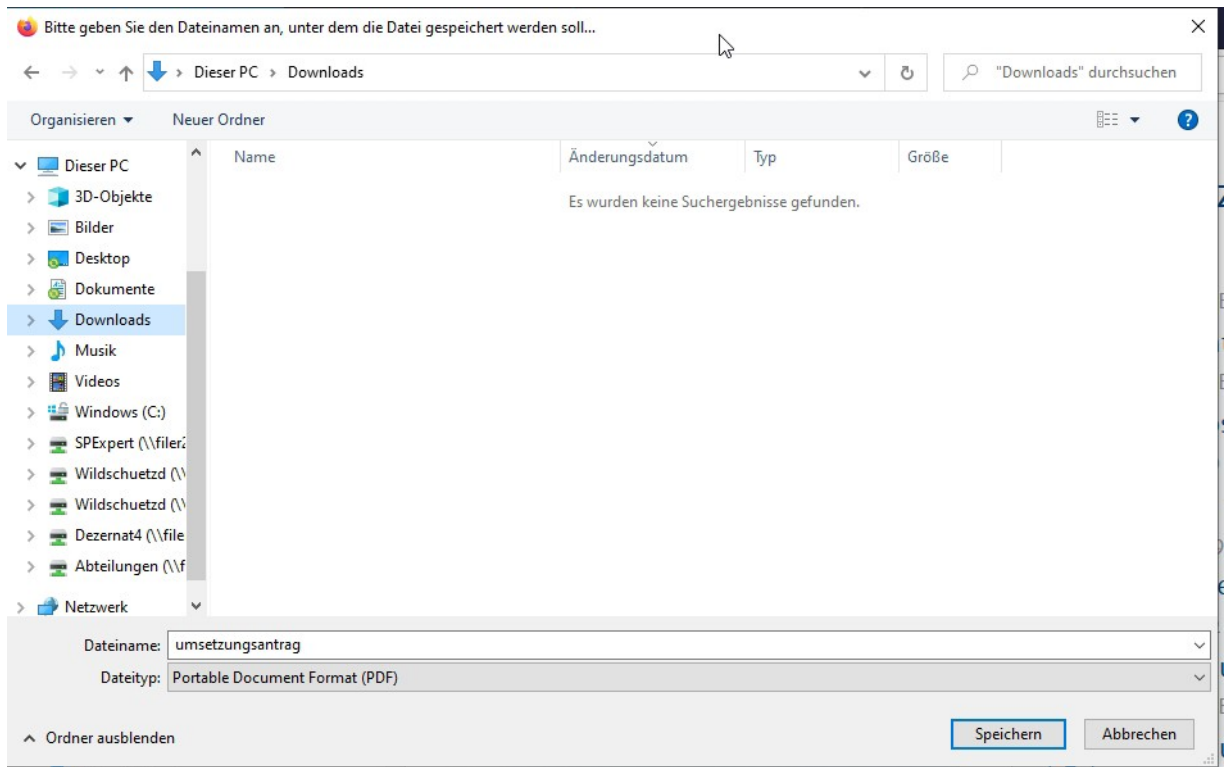 Bitte geben Sie den Dateinamen an, unter dem die Datei gespeichert werden soll...
Dieser PC > Downloads
"Downloads" durchsuchen
Organisieren
Neuer Ordner
Name
Änderungsdatum
Typ
Größe
Es wurden keine Suchergebnisse gefunden.
Dieser PC
3D-Objekte
Bilder
Desktop
Dokumente
Downloads
Musik
Videos
Windows (C:)
SPExpert (\\filer2
Wildschuetzd (\\
Wildschuetzd (\\
Dezernat4 (\\file
Abteilungen (\\f
Netzwerk
Dateiname: umsetzungsantrag
Dateityp: Portable Document Format (PDF)
Ordner ausblenden
Speichern
Abbrechen